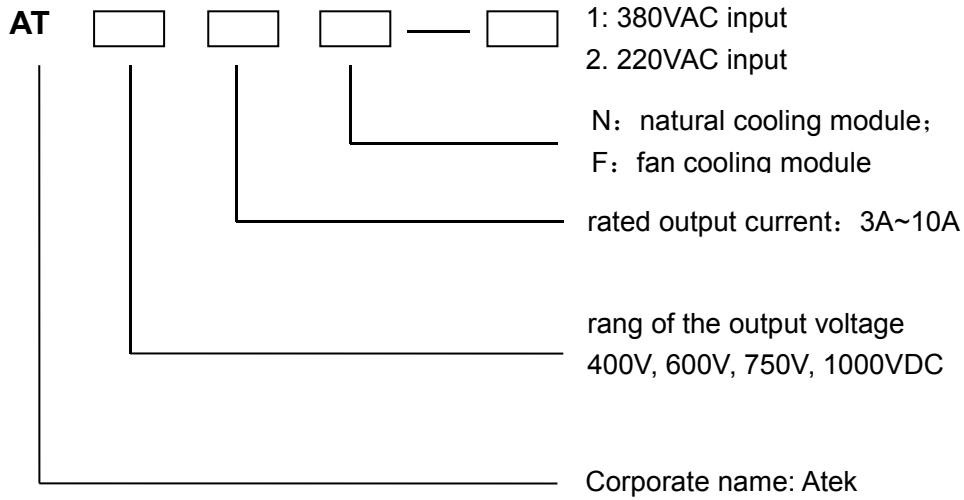 AT
1: 380VAC input
2. 220VAC input
N：natural cooling module；
F：fan cooling module
rated output current：3A~10A
rang of the output voltage
400V, 600V, 750V, 1000VDC
Corporate name: Atek